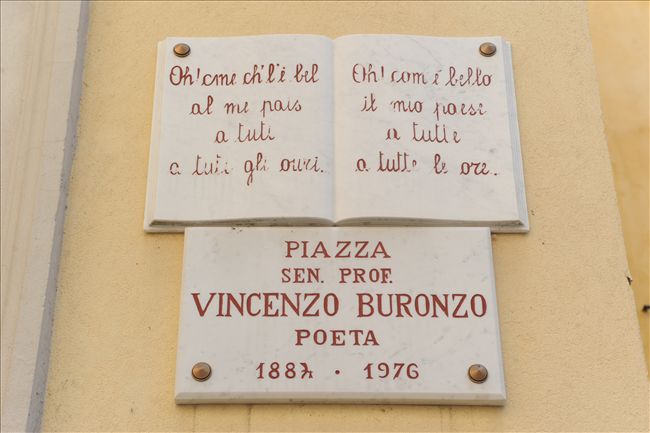 Oh! cme ch'l'è bel
al me pais
a tuti
a tuti gli ouri.
Oh! com è bello
il mio paese
a tutte
a tutte le ore.
PIAZZA
SEN. PROF.
VINCENZO BURONZO
POETA
1884 · 1976